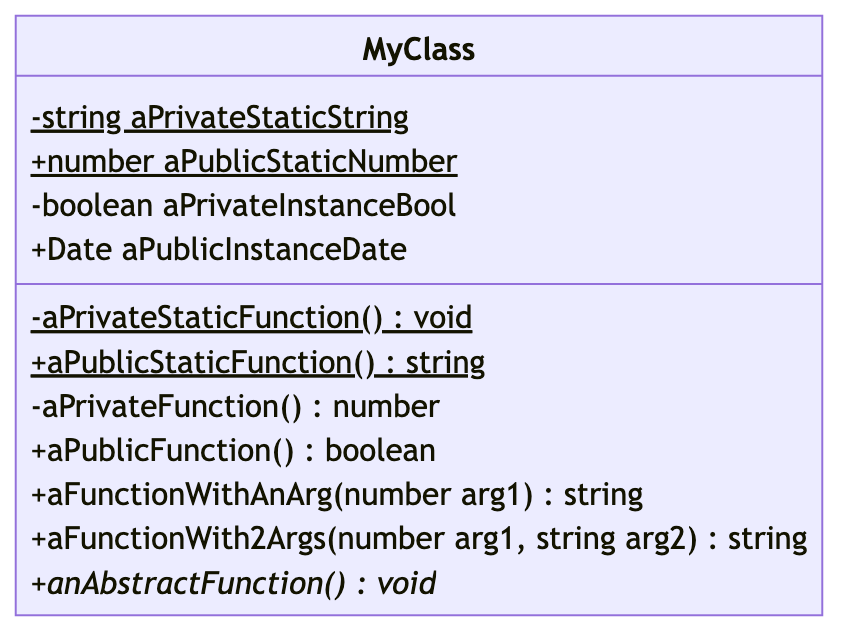 MyClass
-string aPrivateStaticString
+number aPublicStaticNumber
-boolean aPrivateInstanceBool
+Date aPublicInstanceDate
-aPrivateStaticFunction() : void
+aPublicStaticFunction() : string
-aPrivateFunction() : number
+aPublicFunction() : boolean
+aFunctionWithAnArg(number arg1) : string
+aFunctionWith2Args(number arg1, string arg2) : string
+anAbstractFunction() : void